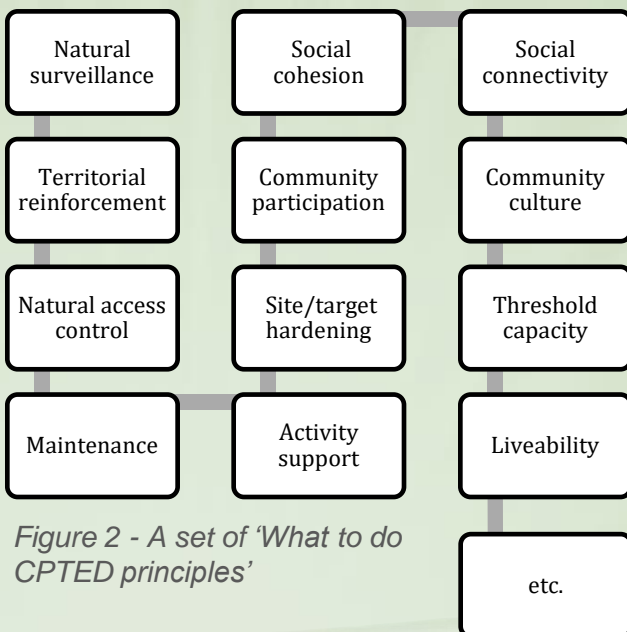 Natural
surveillance
Territorial
reinforcement
Natural access
control
Maintenance
Activity
support
Site/target
hardening
Community
participation
Social
cohesion
Social
connectivity
Community
culture
Threshold
capacity
Liveability
etc.
Figure 2 - A set of ‘What to do
CPTED principles’